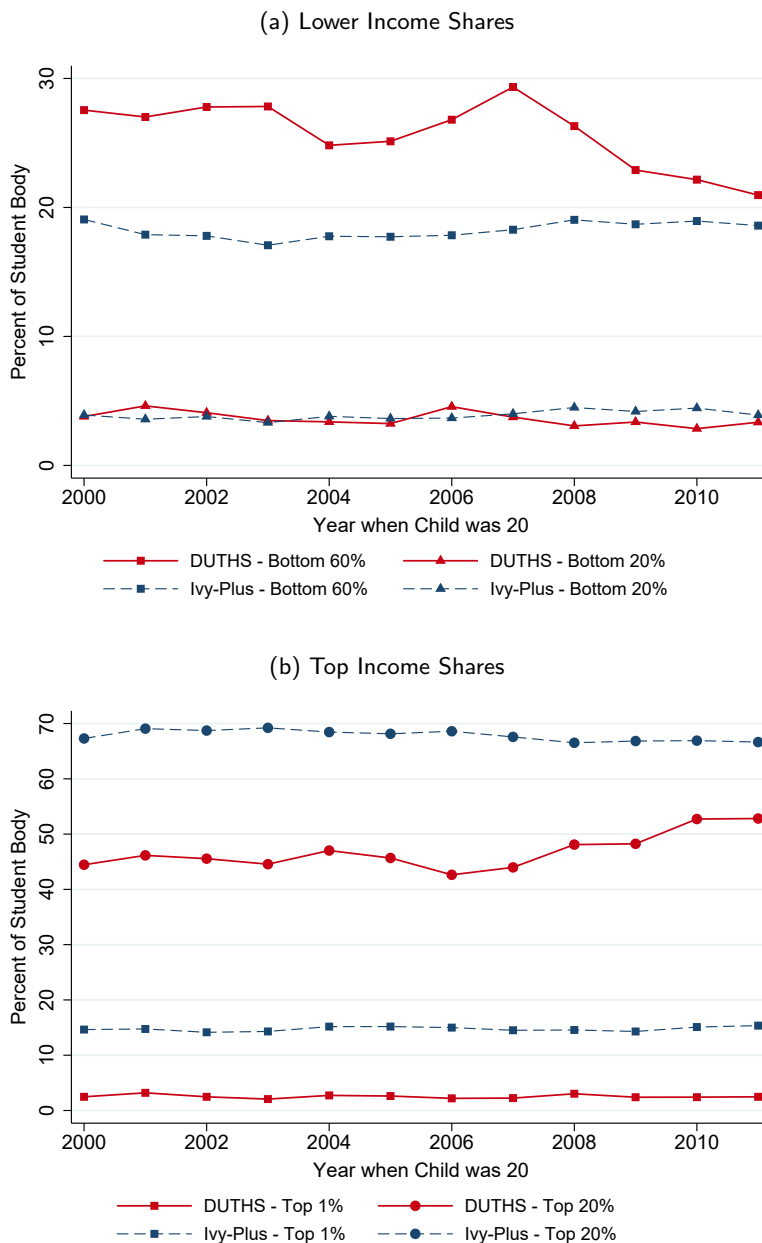 (a) Lower Income Shares
30
20
10
0
Percent of Student Body
2000 2002 2004 2006 2008 2010
Year when Child was 20
DUTHS - Bottom 60% DUTHS - Bottom 20%
Ivy-Plus - Bottom 60% Ivy-Plus - Bottom 20%
(b) Top Income Shares
70
60
50
40
30
20
10
0
Percent of Student Body
2000 2002 2004 2006 2008 2010
Year when Child was 20
DUTHS - Top 1% DUTHS - Top 20%
Ivy-Plus - Top 1% Ivy-Plus - Top 20%